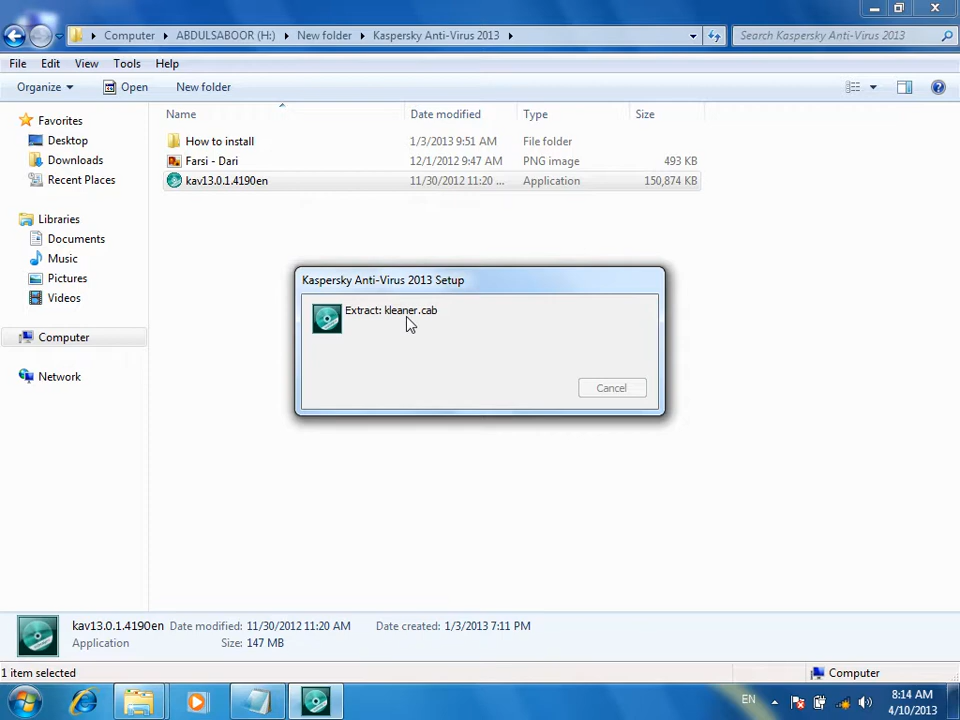 Computer ABDULSABOOR (H:) New folder Kaspersky Anti-Virus 2013
Search Kaspersky Anti-Virus 2013
File Edit View Tools Help
Organize Open New folder
Name Date modified Type Size
Favorites
Desktop
Downloads
Recent Places
Libraries
Documents
Music
Pictures
Videos
Computer
Network
How to install 1/3/2013 9:51 AM File folder
Farsi - Dari 12/1/2012 9:47 AM PNG image 493 KB
kav13.0.1.4190en 11/30/2012 11:20 ... Application 150,874 KB
Kaspersky Anti-Virus 2013 Setup
Extract: kleaner.cab
Cancel
kav13.0.1.4190en Date modified: 11/30/2012 11:20 AM Date created: 1/3/2013 7:11 PM
Application Size: 147 MB
1 item selected Computer
EN 8:14 AM
4/10/2013